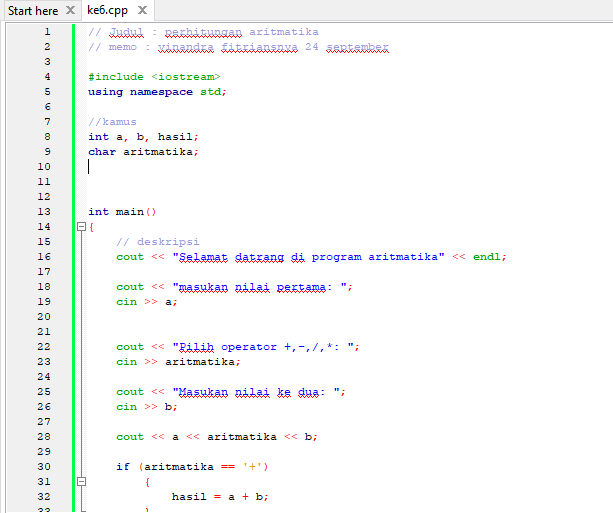 Start here X ke6.cpp X
1 // Judul : perhitungan aritmatika
2 // memo : vinandra fitriansnya 24 september
3
4 #include <iostream>
5 using namespace std;
6
7 //kamus
8 int a, b, hasil;
9 char aritmatika;
10
11
12
13 int main()
14 {
15 // deskripsi
16 cout << "Selamat datrang di program aritmatika" << endl;
17
18 cout << "masukan nilai pertama: ";
19 cin >> a;
20
21
22 cout << "Pilih operator +,-,/,*: ";
23 cin >> aritmatika;
24
25 cout << "Masukan nilai ke dua: ";
26 cin >> b;
27
28 cout << a << aritmatika << b;
29
30 if (aritmatika == '+')
31 {
32 hasil = a + b;
33 }